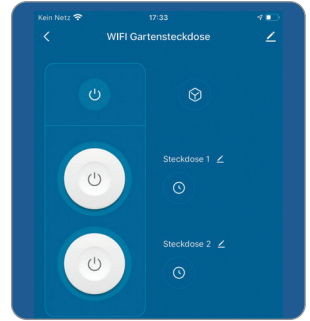 Kein Netz
17:33
WIFI Gartensteckdose
Steckdose 1
Steckdose 2